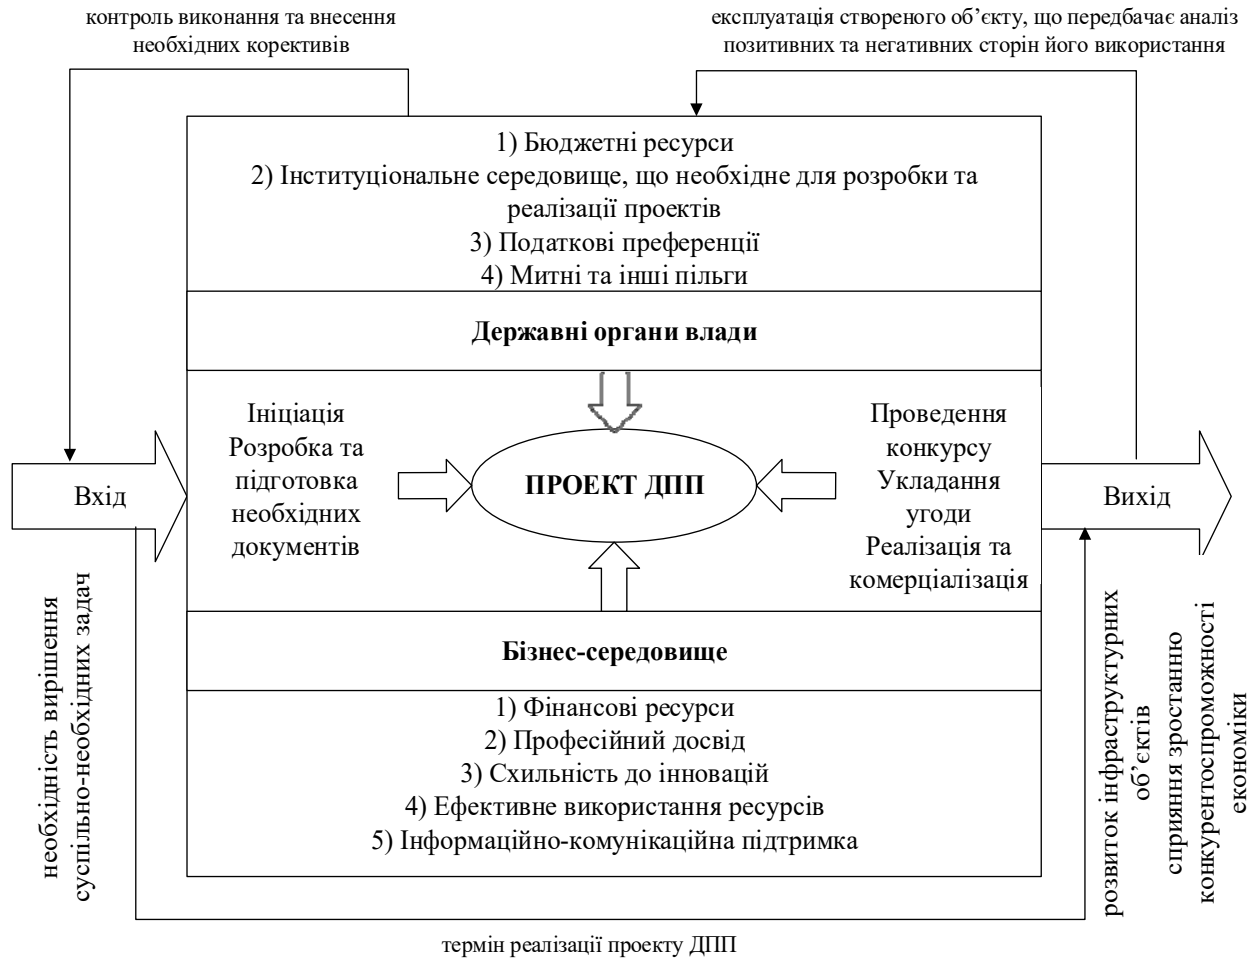 контроль виконання та внесення
необхідних корективів
експлуатація створеного об’єкту, що передбачає аналіз
позитивних та негативних сторін його використання
1) Бюджетні ресурси
2) Інституціональне середовище, що необхідне для розробки та
реалізації проектів
3) Податкові преференції
4) Митні та інші пільги
Державні органи влади
Вхід
Ініціація
Розробка та
підготовка
необхідних
документів
ПРОЕКТ ДПП
Проведення
конкурсу
Укладання
угоди
Реалізація та
комерціалізація
Вихід
необхідність вирішення
суспільно-необхідних задач
Бізнес-середовище
1) Фінансові ресурси
2) Професійний досвід
3) Схильність до інновацій
4) Ефективне використання ресурсів
5) Інформаційно-комунікаційна підтримка
розвиток інфраструктурних
об’єктів
сприяння зростанню
конкурентоспроможності
економіки
термін реалізації проекту ДПП